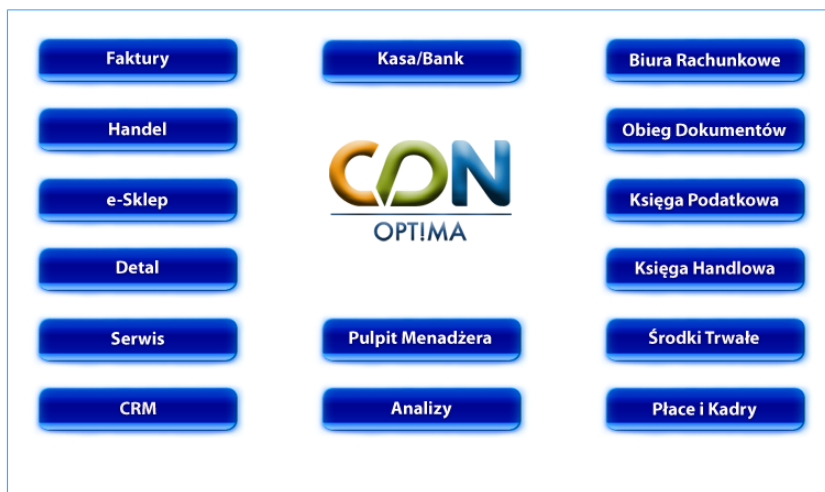 Faktury
Kasa/Bank
Biura Rachunkowe
Handel
Obieg Dokumentów
CDN
OPT!MA
e-Sklep
Księga Podatkowa
Detal
Księga Handlowa
Serwis
Pulpit Menadżera
Środki Trwałe
CRM
Analizy
Płace i Kadry